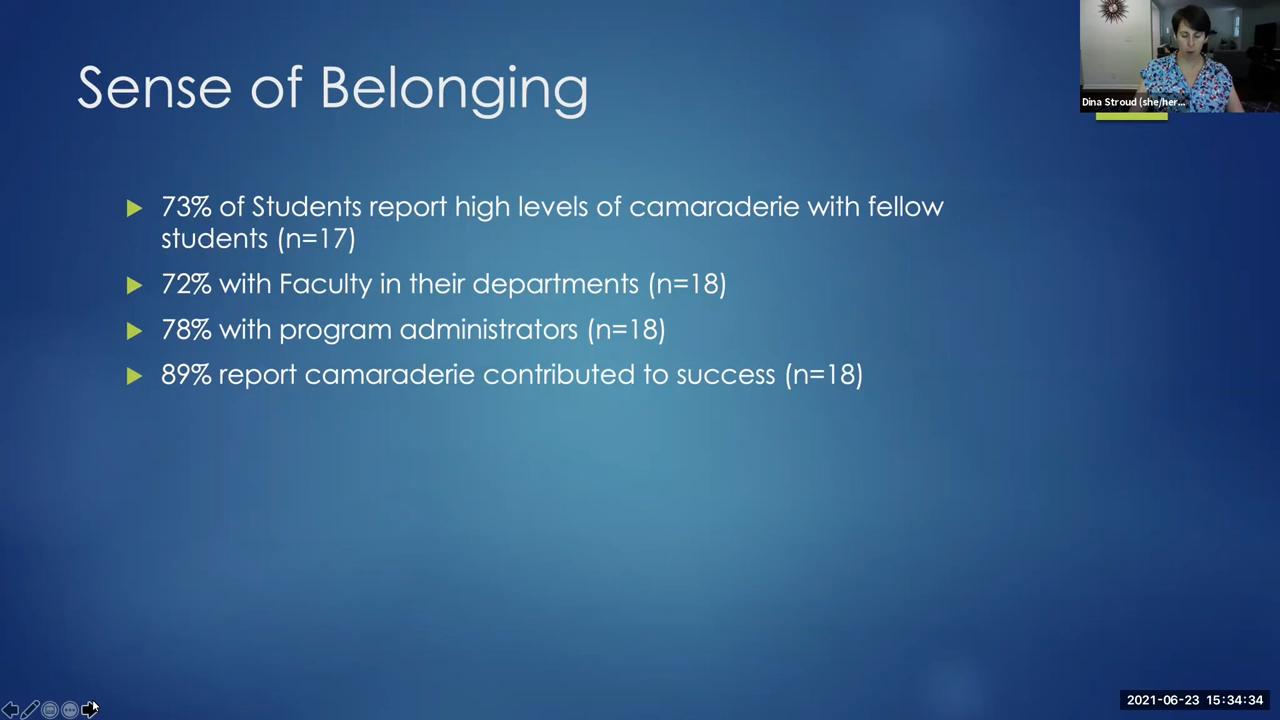 Sense of Belonging
Dina Stroud (she/her...
73% of Students report high levels of camaraderie with fellow
students (n=17)
72% with Faculty in their departments (n=18)
78% with program administrators (n=18)
89% report camaraderie contributed to success (n=18)
2021-06-23 15:34:34